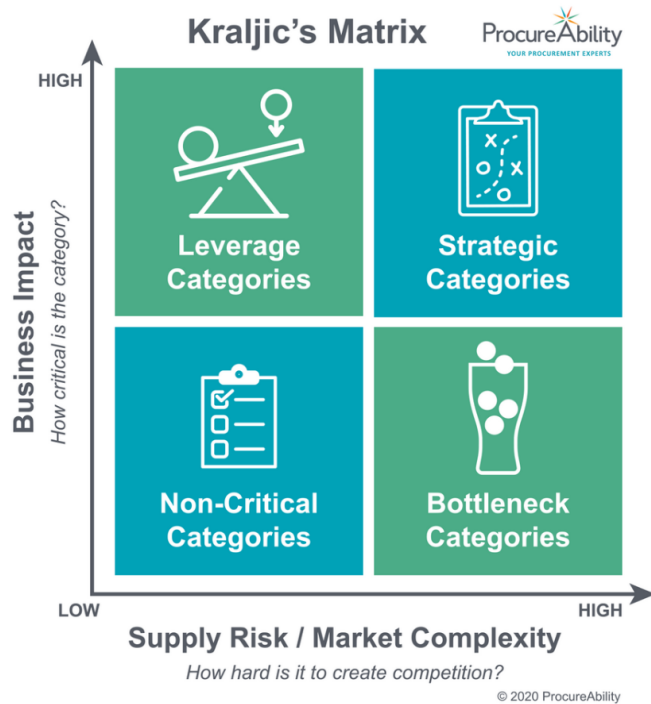 Kraljic's Matrix
ProcureAbility
YOUR PROCUREMENT EXPERTS
HIGH
Business Impact
How critical is the category?
Leverage
Categories
Strategic
Categories
Non-Critical
Categories
Bottleneck
Categories
LOW
HIGH
Supply Risk / Market Complexity
How hard is it to create competition?
© 2020 ProcureAbility